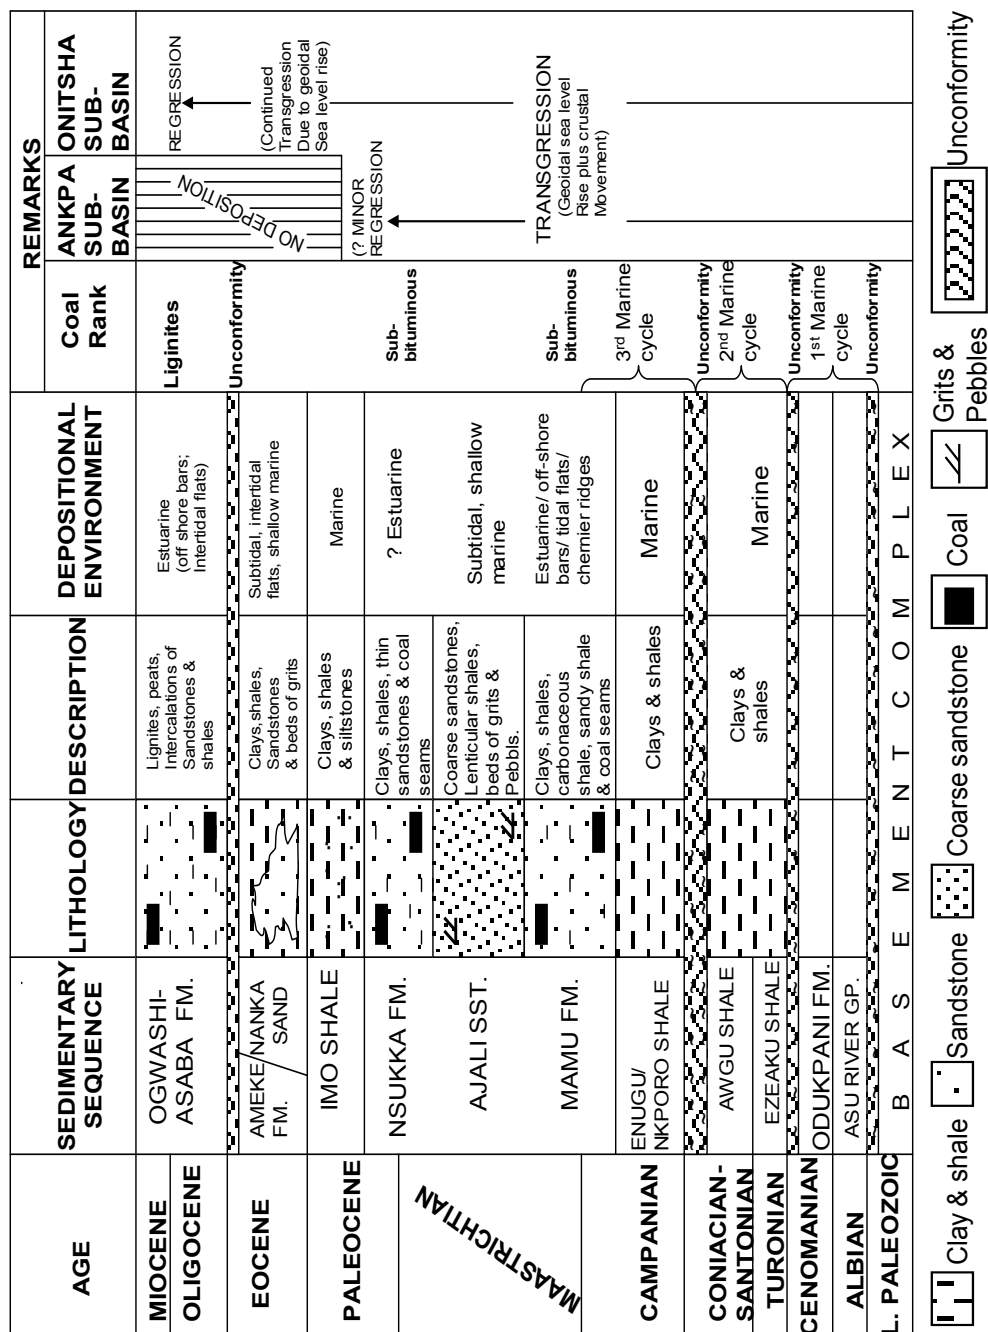 AGE
SEDIMENTARY
SEQUENCE
LITHOLOGY
DESCRIPTION
DEPOSITIONAL
ENVIRONMENT
Coal
Rank
REMARKS
ANKPA
SUB-
BASIN
ONITSHA
SUB-
BASIN
MIOCENE
OLIGOCENE
OGWASHI-
ASABA FM.
Lignites, peats,
Intercalations of
Sandstones &
shales
Estuarine
(off shore bars;
Intertidal flats)
Liginites
NO DEPOSITION
REGRESSION
Unconformity
EOCENE
AMEKE
FM.
NANKA
SAND
Clays,shales,
Sandstones
& beds of grits
Subtidal, intertidal
flats, shallow marine
(Continued
Transgression
Due to geoidal
Sea level rise)
PALEOCENE
IMO SHALE
Clays, shales
& siltstones
Marine
(? MINOR
REGRESSION
NSUKKA FM.
Clays, shales, thin
sandstones & coal
seams
? Estuarine
Sub-
bituminous
MAASTRICHTIAN
AJALI SST.
Coarse sandstones,
Lenticular shales,
beds of grits &
Pebbls.
Subtidal, shallow
marine
TRANSGRESSION
(Geoidal sea level
Rise plus crustal
Movement)
MAMU FM.
Clays, shales,
carbonaceous
shale, sandy shale
& coal seams
Estuarine/ off-shore
bars/ tidal flats/
chernier ridges
Sub-
bituminous
CAMPANIAN
ENUGU/
NKPORO SHALE
Clays & shales
Marine
3rd Marine
cycle
Unconformity
CONIACIAN-
SANTONIAN
AWGU SHALE
Clays &
shales
Marine
2nd Marine
cycle
TURONIAN
EZEAKU SHALE
Unconformity
CENOMANIAN
ODUKPANI FM.
1st Marine
cycle
ALBIAN
ASU RIVER GP.
Unconformity
L. PALEOZOIC
B A S E M E N T C O M P L E X
Clay & shale
Sandstone
Coarse sandstone
Coal
Grits &
Pebbles
Unconformity